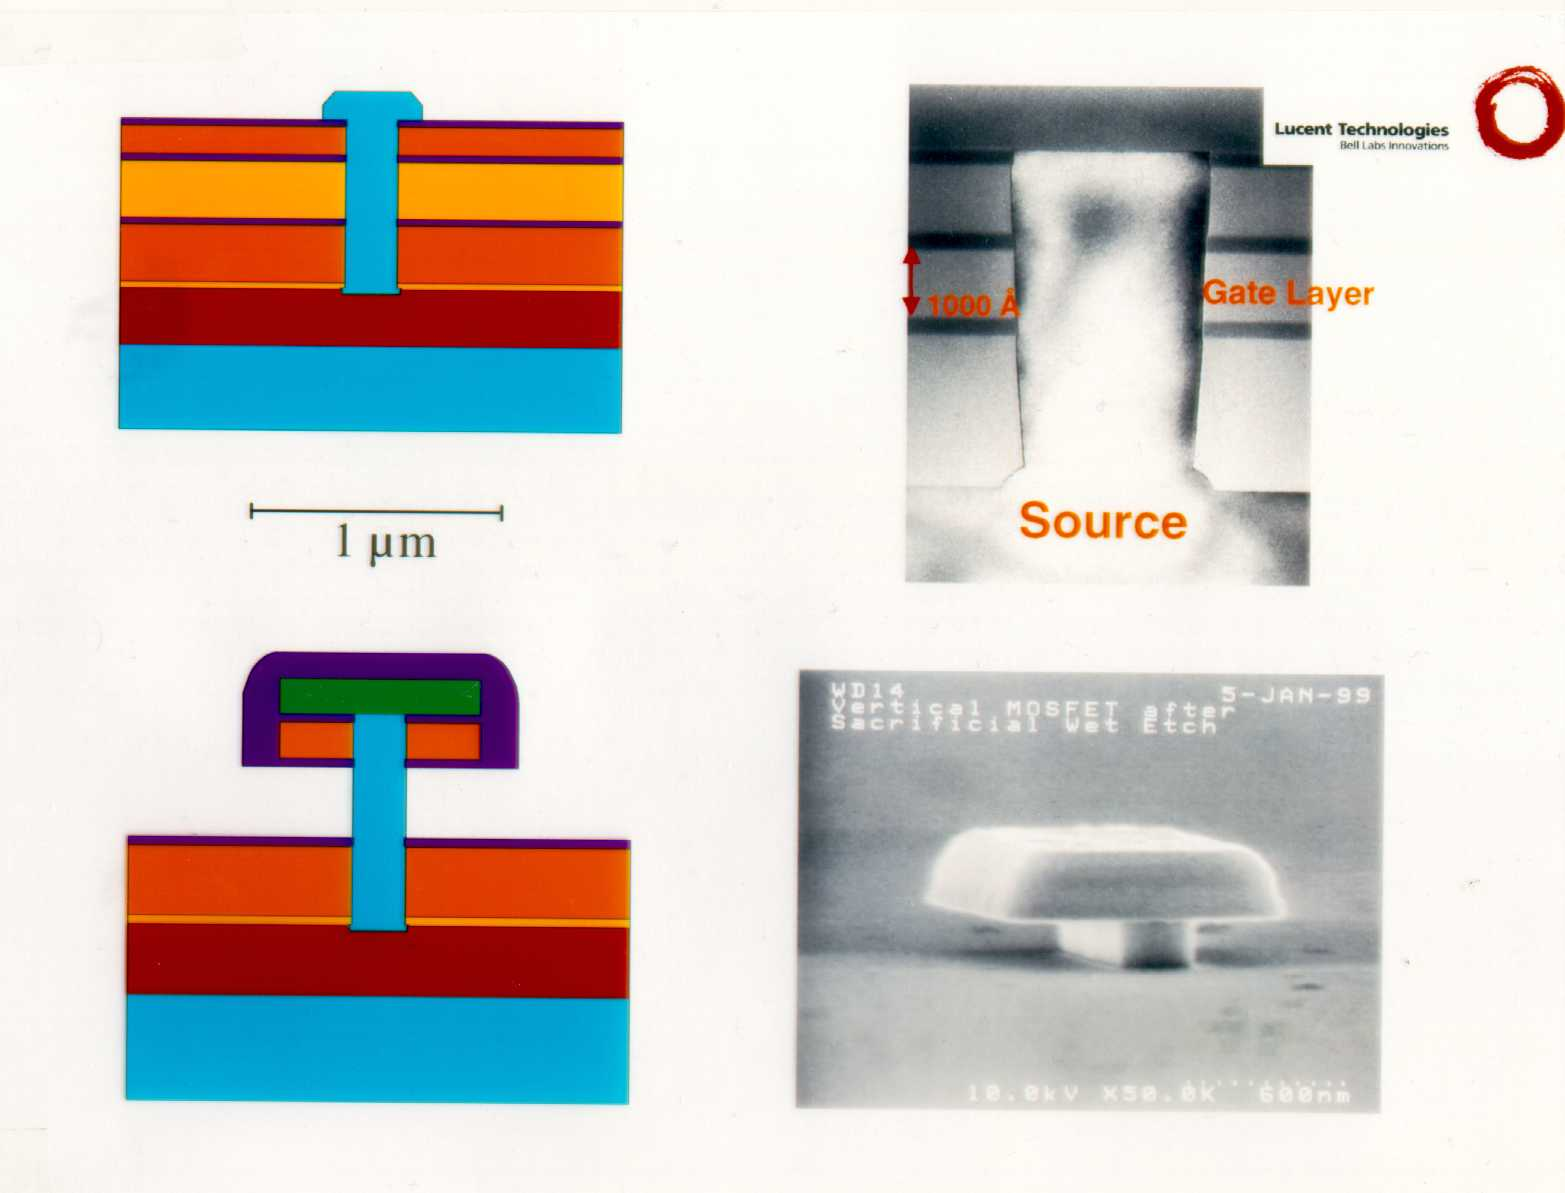 Lucent Technologies
Bell Labs Innovations
1000 Å
Gate Layer
Source
1 μm
WD14
5-JAN-99
Vertical MOSFET after
Sacrificial Wet Etch
10.0kV X50.0K 600nm